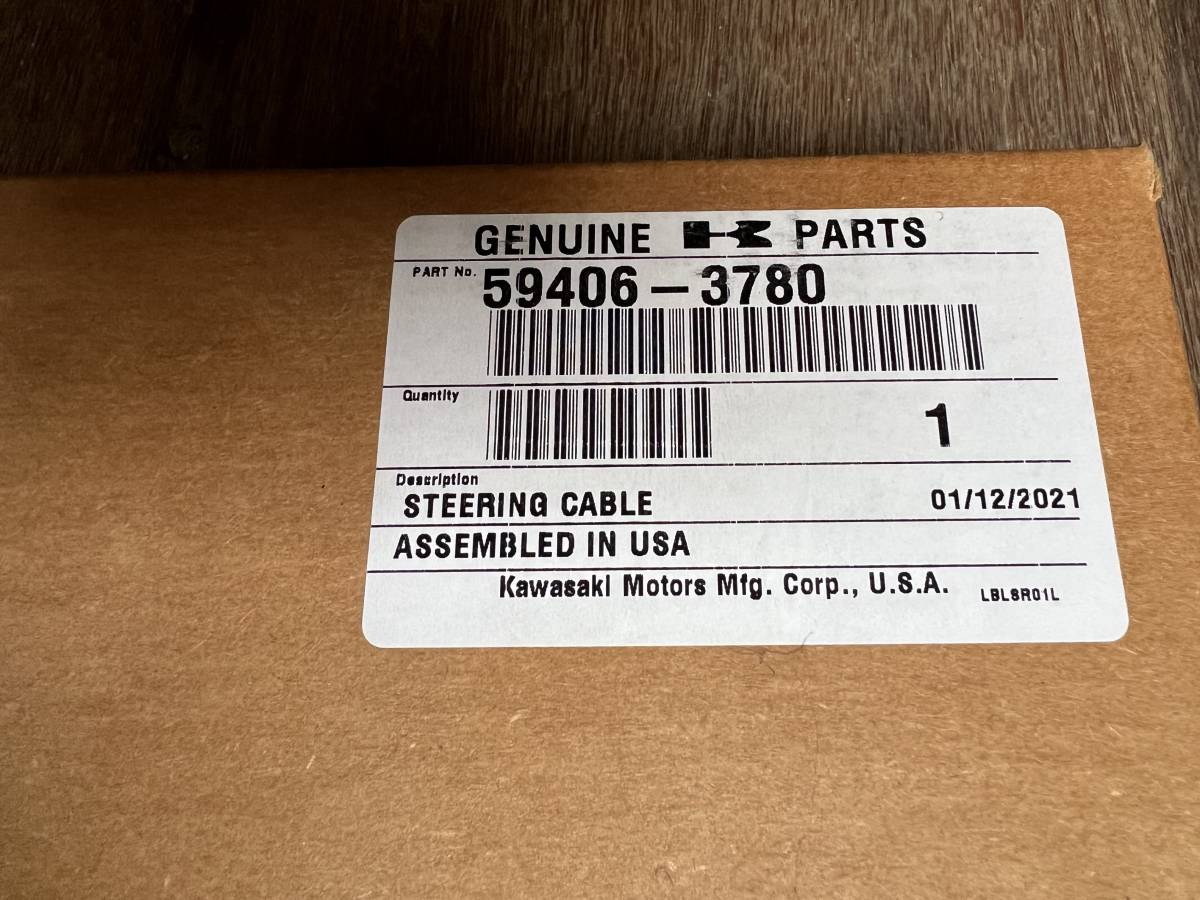 GENUINE PARTS
PART No. 59406-3780
Quantity 1
Description
STEERING CABLE 01/12/2021
ASSEMBLED IN USA
Kawasaki Motors Mfg. Corp., U.S.A. LBLSR01L